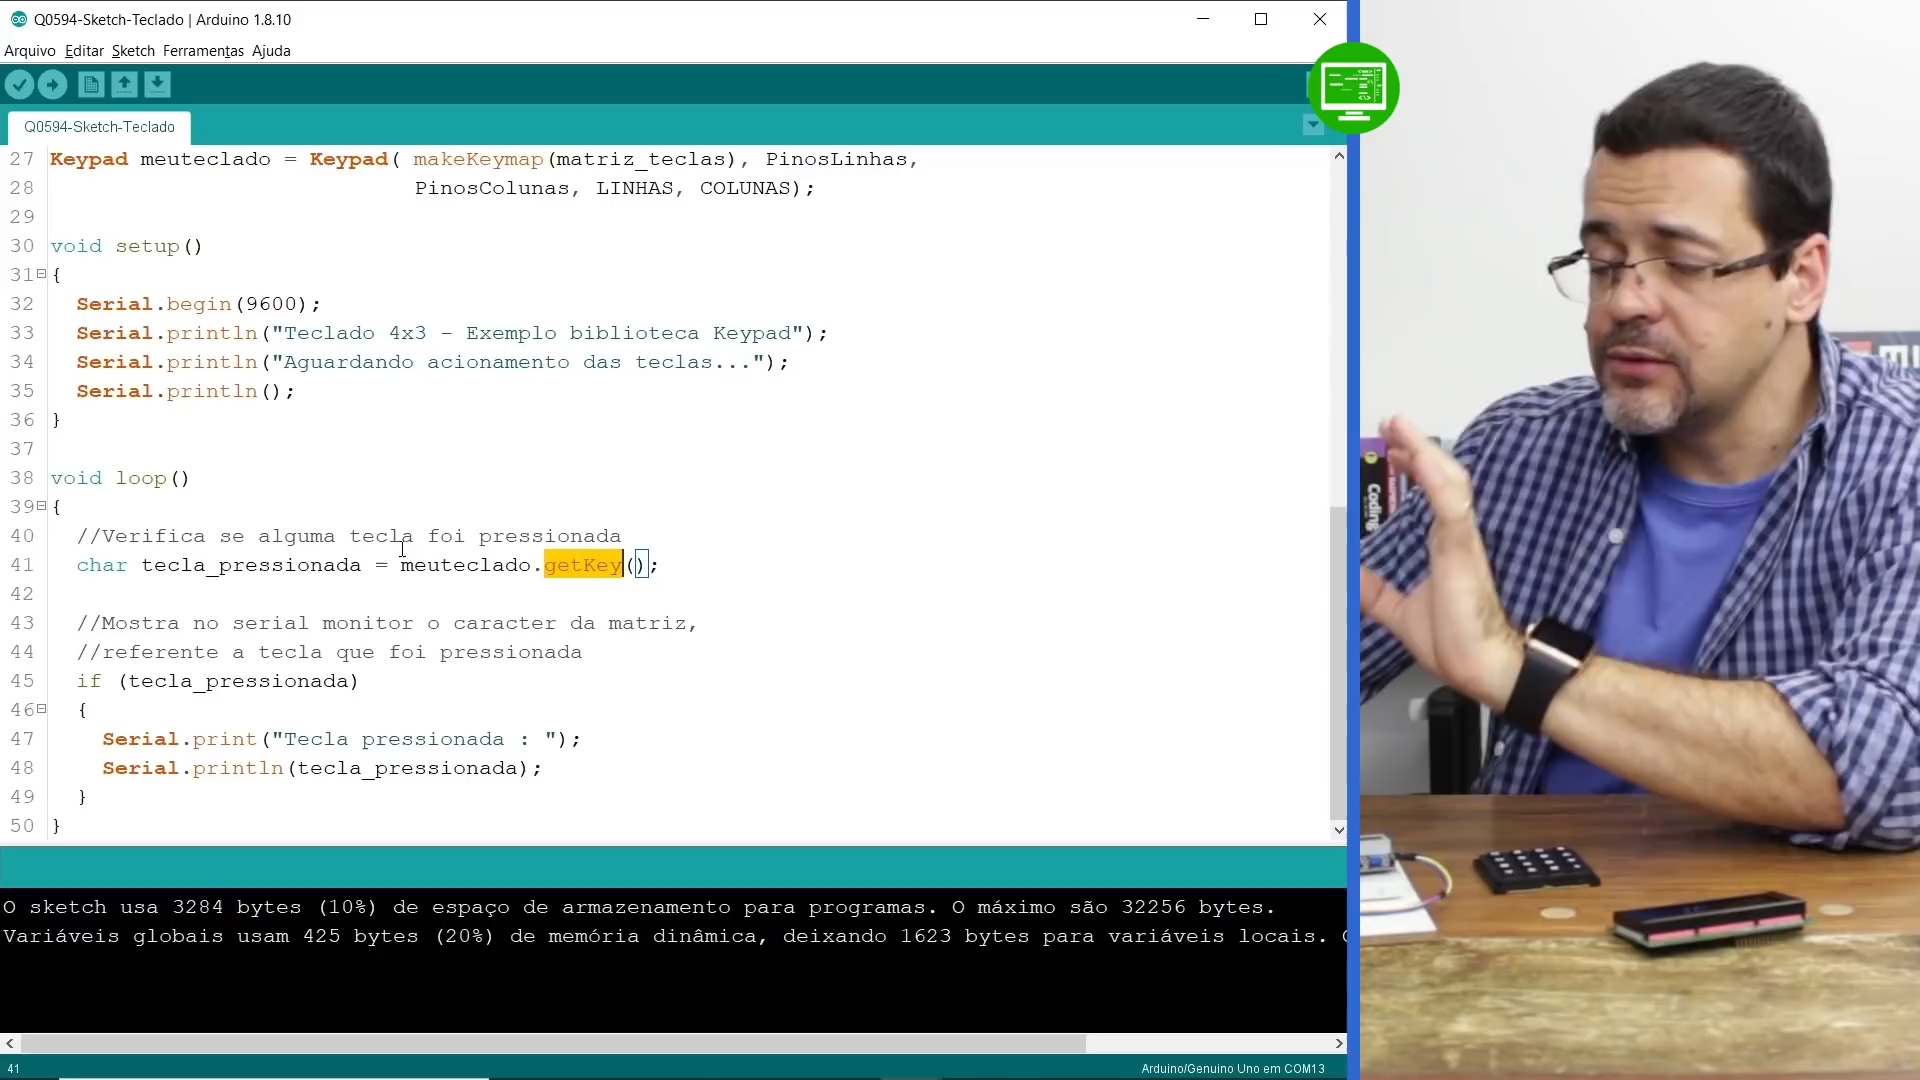 Q0594-Sketch-Teclado | Arduino 1.8.10
Arquivo Editar Sketch Ferramentas Ajuda
Q0594-Sketch-Teclado
27 Keypad meuteclado = Keypad( makeKeymap(matriz_teclas), PinosLinhas,
28 PinosColunas, LINHAS, COLUNAS);
29
30 void setup()
31 {
32 Serial.begin(9600);
33 Serial.println("Teclado 4x3 - Exemplo biblioteca Keypad");
34 Serial.println("Aguardando acionamento das teclas...");
35 Serial.println();
36 }
37
38 void loop()
39 {
40 //Verifica se alguma tecla foi pressionada
41 char tecla_pressionada = meuteclado.getKey();
42
43 //Mostra no serial monitor o caracter da matriz,
44 //referente a tecla que foi pressionada
45 if (tecla_pressionada)
46 {
47 Serial.print("Tecla pressionada : ");
48 Serial.println(tecla_pressionada);
49 }
50 }
O sketch usa 3284 bytes (10%) de espaço de armazenamento para programas. O máximo são 32256 bytes.
Variáveis globais usam 425 bytes (20%) de memória dinâmica, deixando 1623 bytes para variáveis locais.
41
Arduino/Genuino Uno em COM13
Coding